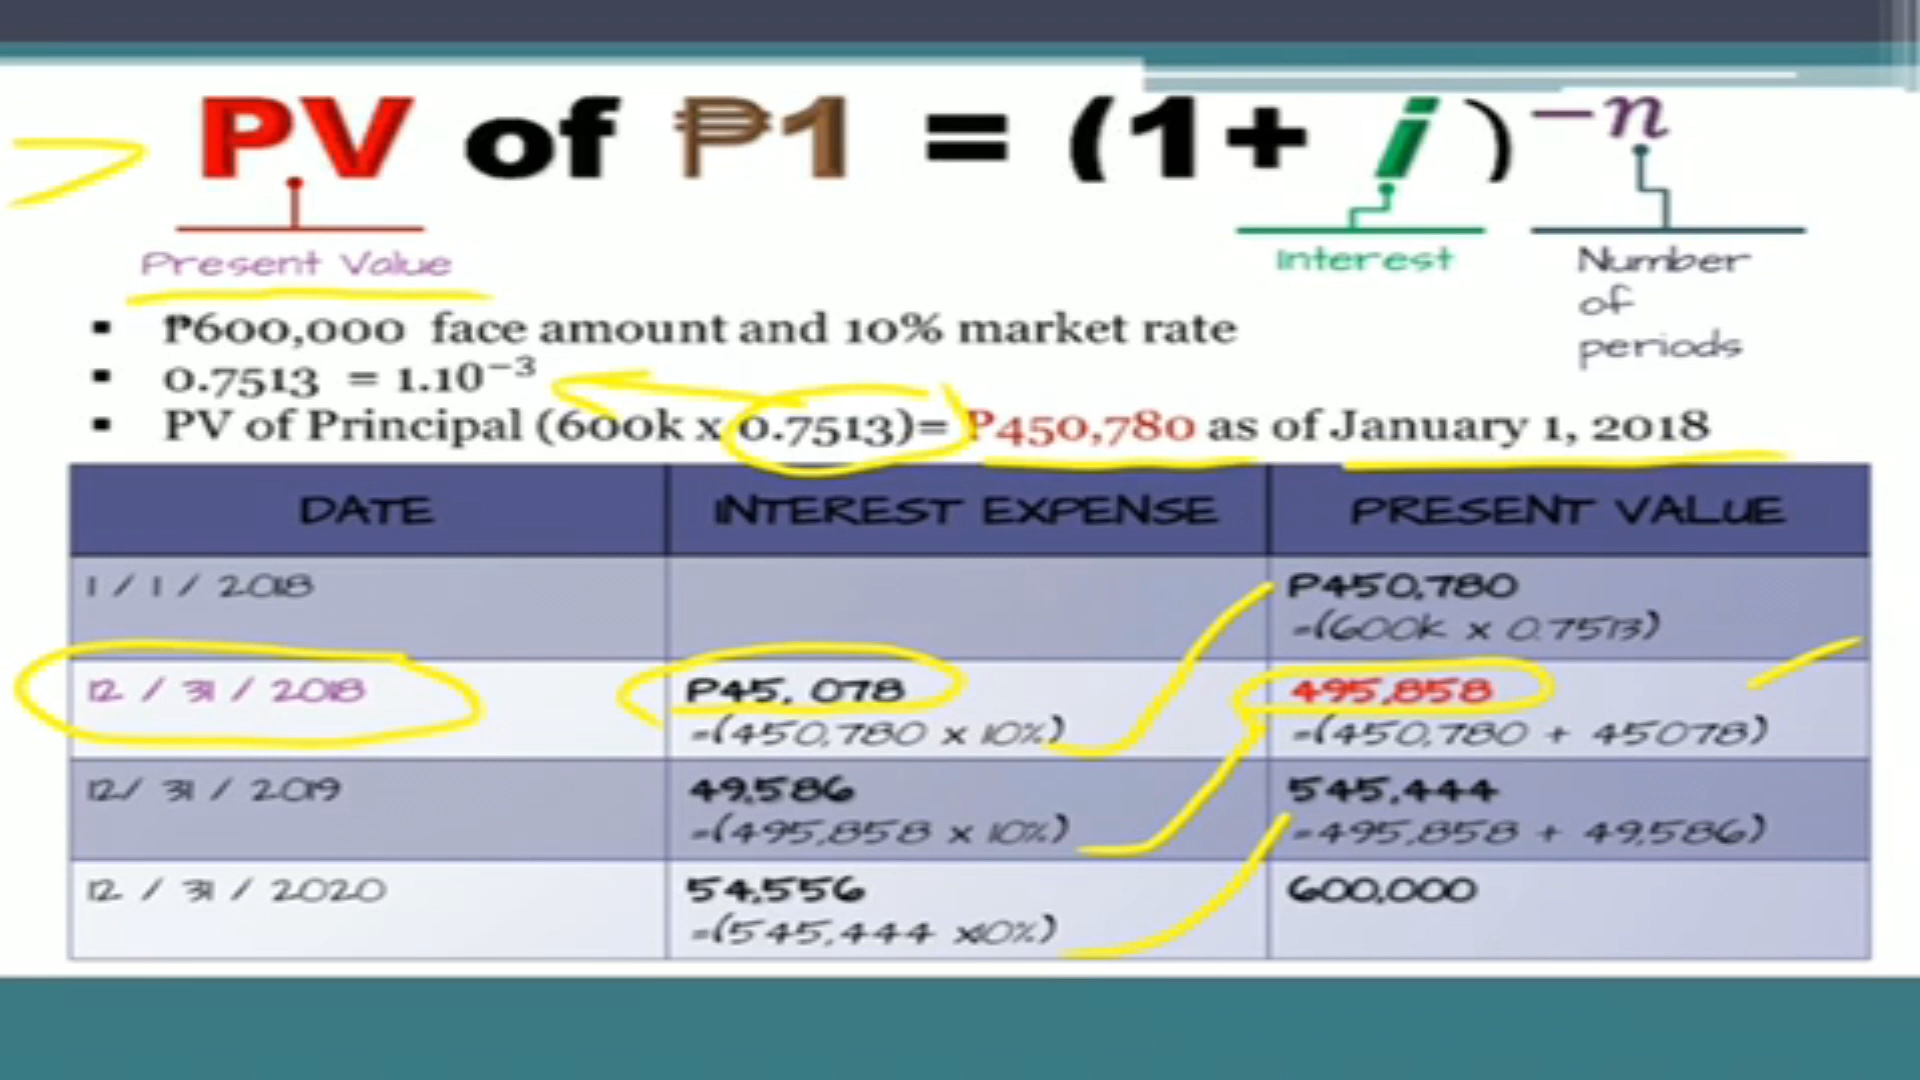 PV of ₱1 = (1+ i)⁻ⁿ
Present Value
Interest
Number
of
periods
▪ ₱600,000 face amount and 10% market rate
▪ 0.7513 = 1.10⁻³
▪ PV of Principal (600k x 0.7513)= P450,780 as of January 1, 2018
DATE INTEREST EXPENSE PRESENT VALUE
1 / 1 / 2018 P450,780
=(600k x 0.7513)
12 / 31 / 2018 P45, 078 495,858
=(450,780 x 10%) =(450,780 + 45078)
12/ 31 / 2019 49,586 545,444
=(495,858 x 10%) =495,858 + 49,586)
12 / 31 / 2020 54,556 600,000
=(545,444 x10%)